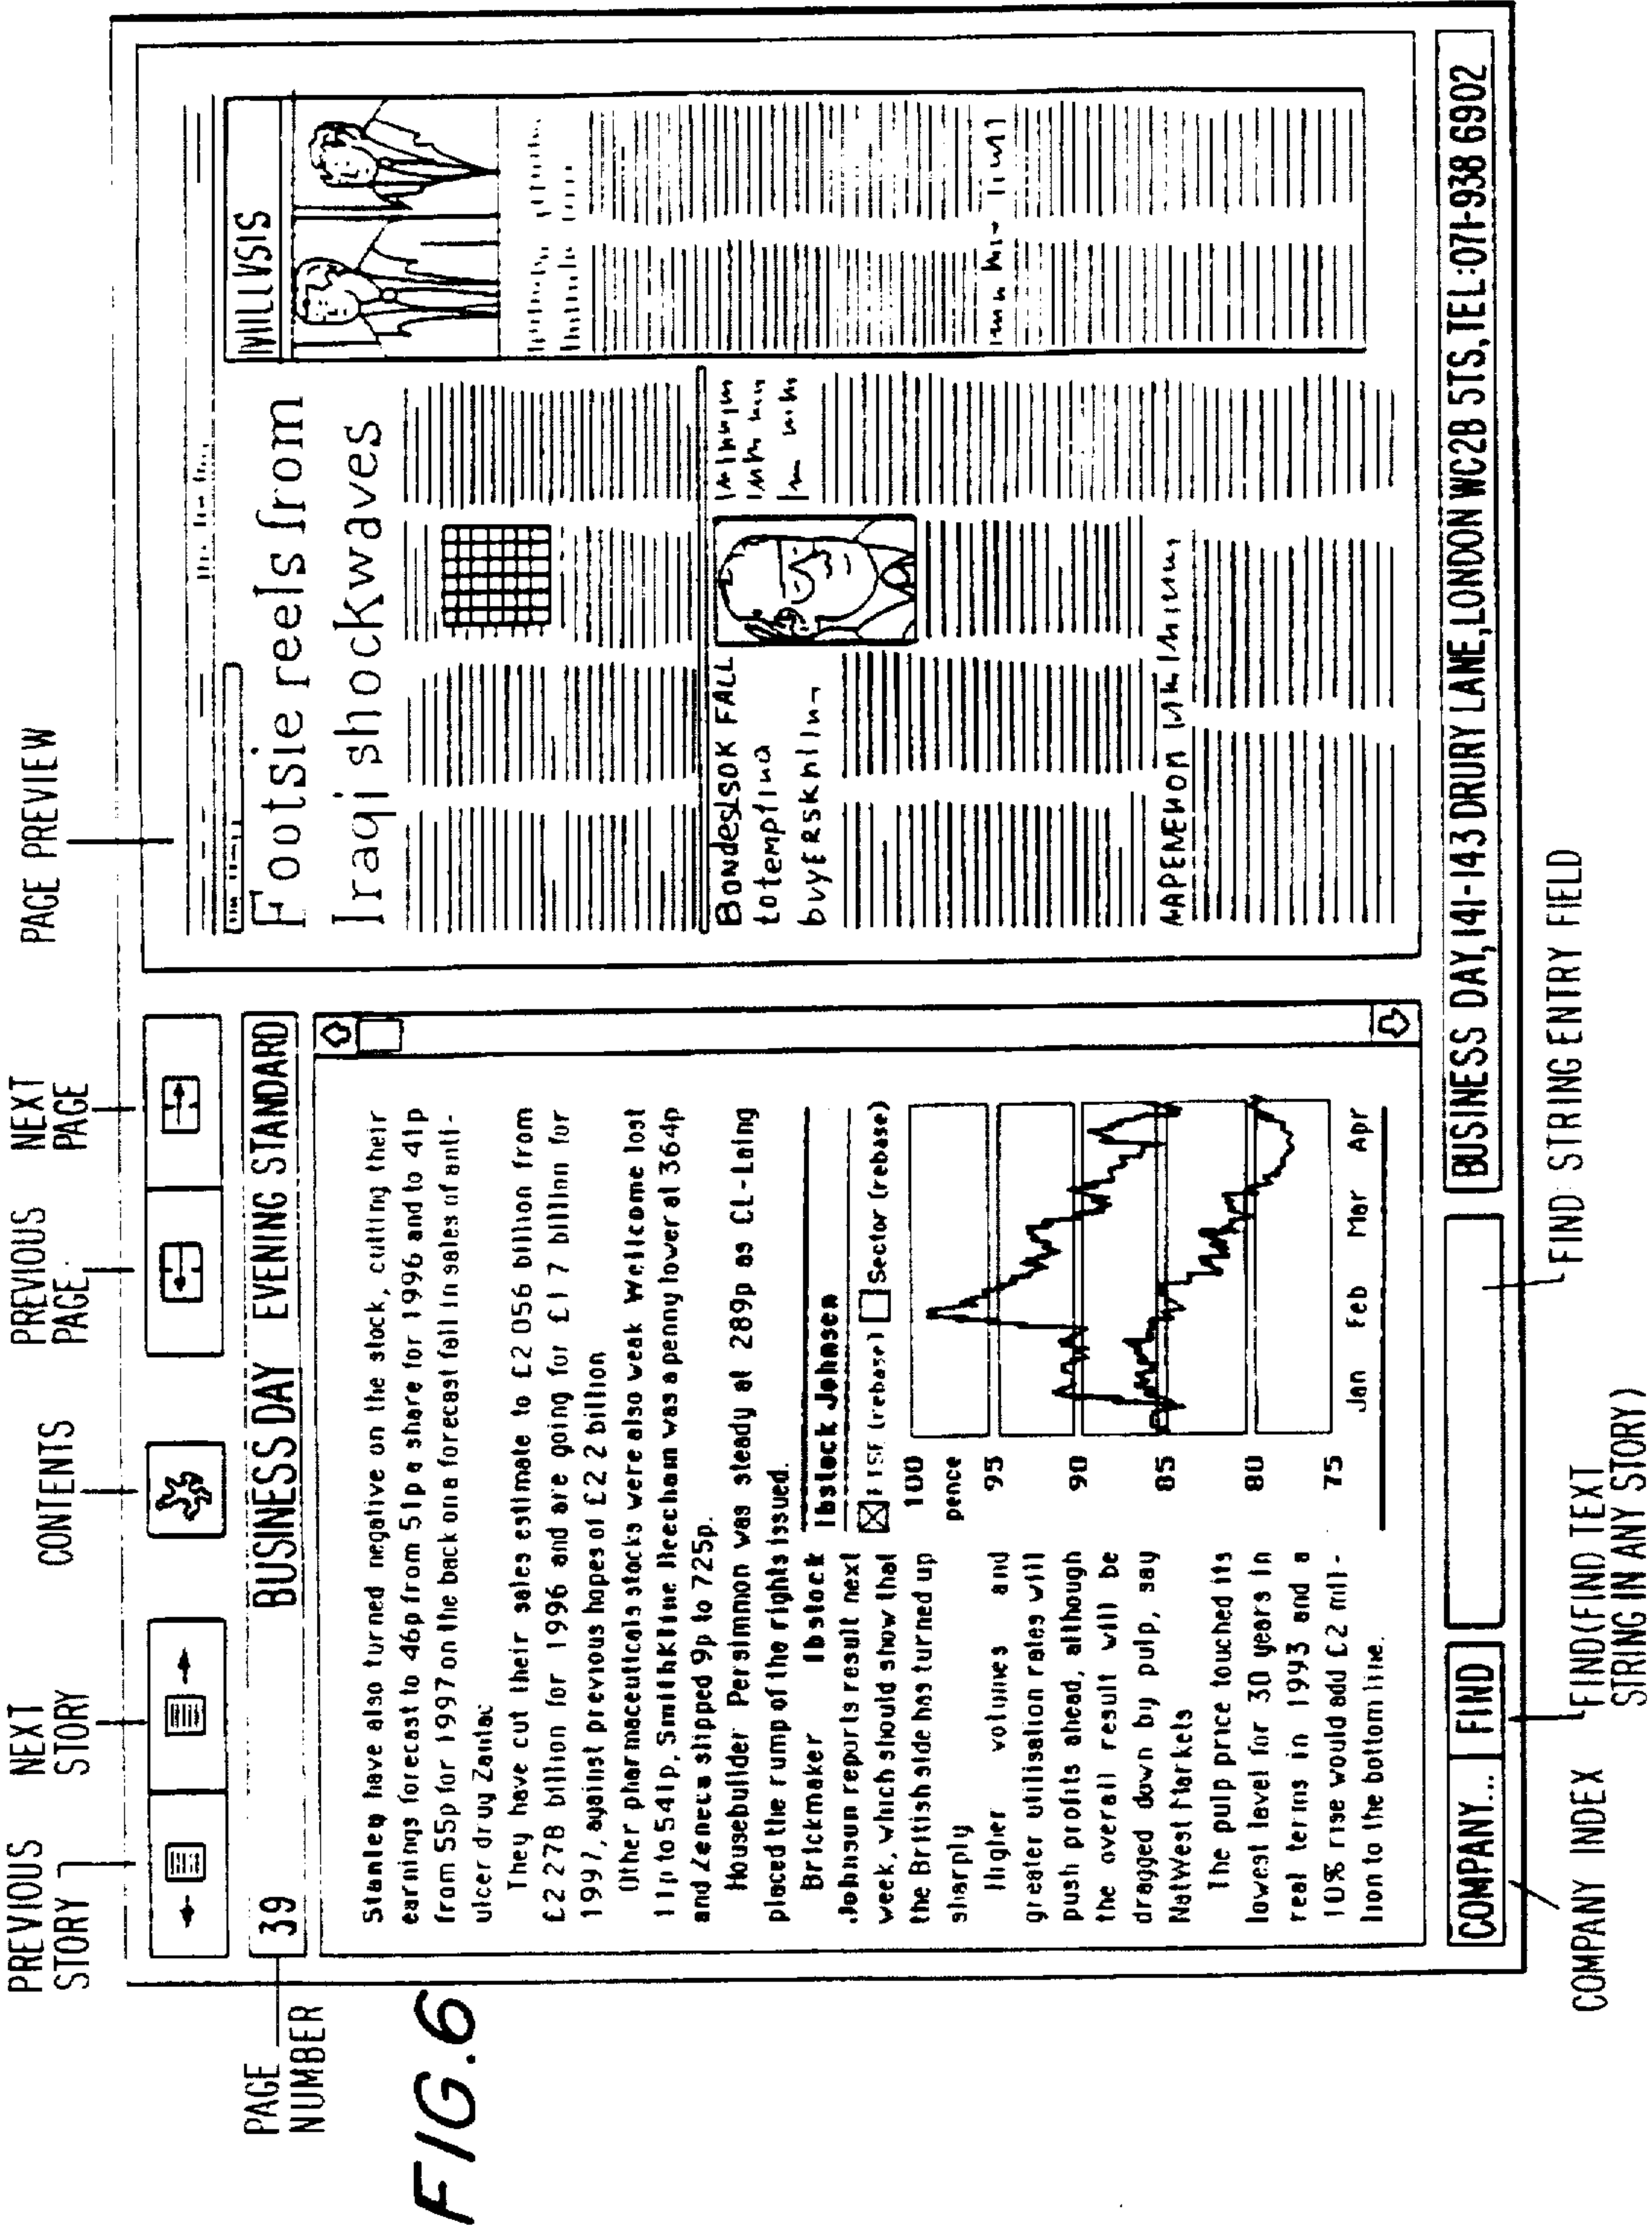 FIG.6
PREVIOUS
STORY
NEXT
STORY
CONTENTS
PREVIOUS
PAGE
NEXT
PAGE
PAGE PREVIEW
PAGE
NUMBER
39
BUSINESS DAY EVENING STANDARD
Stanley have also turned negative on the stock, cutting their
earnings forecast to 46p from 51p a share for 1996 and to 41p
from 55p for 1997 on the back on a forecast fall in sales of anti-
ulcer drug Zantac
They have cut their sales estimate to £2 056 billion from
£2 278 billion for 1996 and are going for £1 7 billion for
1997, against previous hopes of £2 2 billion
Other pharmaceuticals stocks were also weak Wellcome lost
11p to 541p, SmithKline Beecham was a penny lower at 364p
and Zeneca slipped 9p to 725p.
Housebuilder Persimmon was steady at 289p as CL-Laing
placed the rump of the rights issued.
Brickmaker Ibstock
Johnson reports result next
week, which should show that
the British side has turned up
sharply
Higher volumes and
greater utilisation rates will
push profits ahead, although
the overall result will be
dragged down by pulp, say
NatWest Markets
The pulp price touched its
lowest level for 30 years in
real terms in 1993 and a
10% rise would add £2 mil-
lion to the bottom line.
Ibstock Johnsen
FTSE (rebase) Sector (rebase)
100
pence
95
90
85
80
75
Jan Feb Mar Apr
Footsie reels from
Iraqi shockwaves
BONdeslsOK FALL
to tempting
buyERs
COMPANY... FIND
BUSINESS DAY, 141-143 DRURY LANE, LONDON WC2B 5TS, TEL:071-938 6902
COMPANY INDEX
FIND (FIND TEXT
STRING IN ANY STORY)
FIND STRING ENTRY FIELD